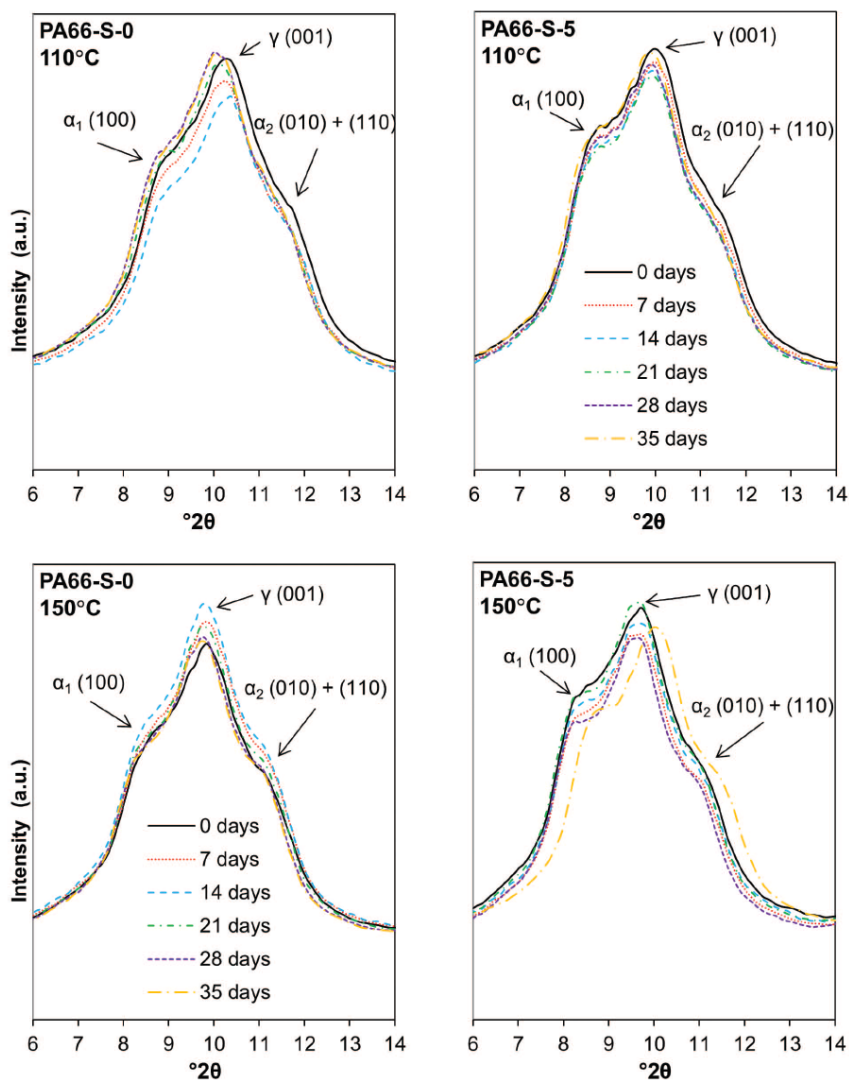 PA66-S-0
110°C
γ (001)
α₁ (100)
α₂ (010) + (110)
Intensity (a.u.)
6 7 8 9 10 11 12 13 14
°2θ
PA66-S-5
110°C
γ (001)
α₁ (100)
α₂ (010) + (110)
0 days
7 days
14 days
21 days
28 days
35 days
6 7 8 9 10 11 12 13 14
°2θ
PA66-S-0
150°C
γ (001)
α₁ (100)
α₂ (010) + (110)
Intensity (a.u.)
0 days
7 days
14 days
21 days
28 days
35 days
6 7 8 9 10 11 12 13 14
°2θ
PA66-S-5
150°C
γ (001)
α₁ (100)
α₂ (010) + (110)
6 7 8 9 10 11 12 13 14
°2θ